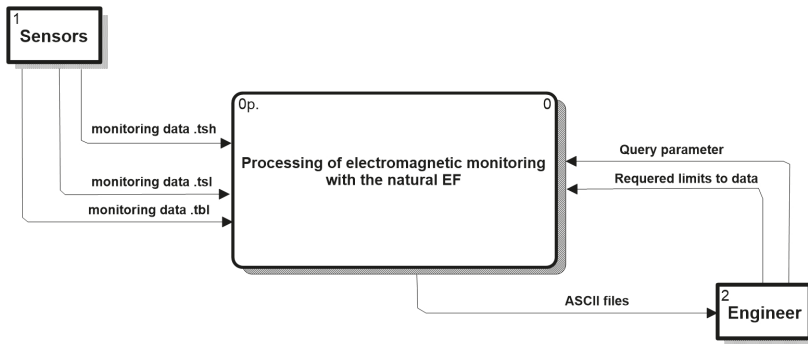 1
Sensors
0p.
0
monitoring data .tsh
Query parameter
Processing of electromagnetic monitoring
with the natural EF
monitoring data .tsl
Requered limits to data
monitoring data .tbl
ASCII files
2
Engineer